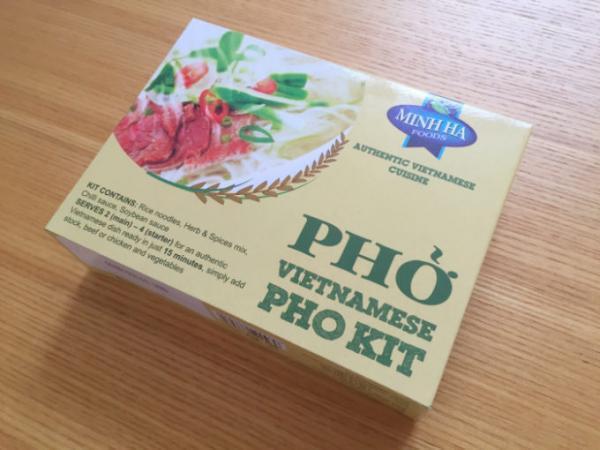 MINH HẠ
FOODS
AUTHENTIC VIETNAMESE
CUISINE
KIT CONTAINS: Rice noodles, Herb & Spices mix,
Chilli sauce, Soybean sauce
SERVES 2 (main) – 4 (starter) for an authentic
Vietnamese dish ready in just 15 minutes, simply add
stock, beef or chicken and vegetables
PHỞ
VIETNAMESE
PHO KIT